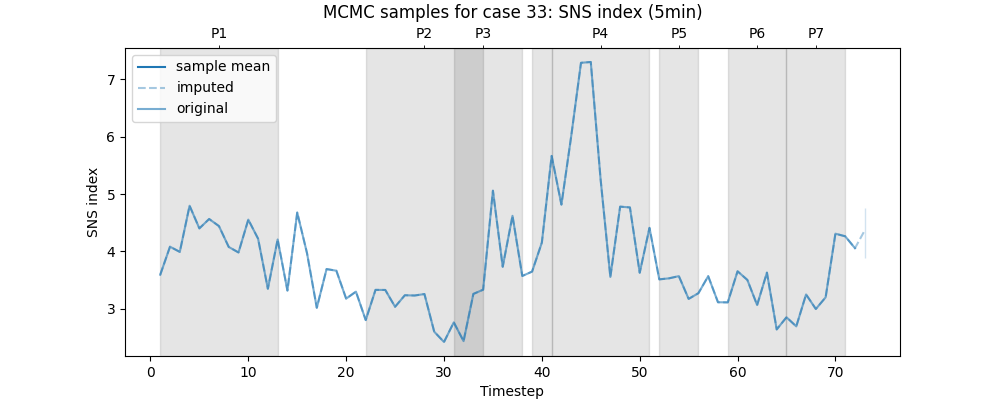 MCMC samples for case 33: SNS index (5min)
P1 P2 P3 P4 P5 P6 P7
sample mean
imputed
original
7
6
5
4
3
SNS index
0 10 20 30 40 50 60 70
Timestep